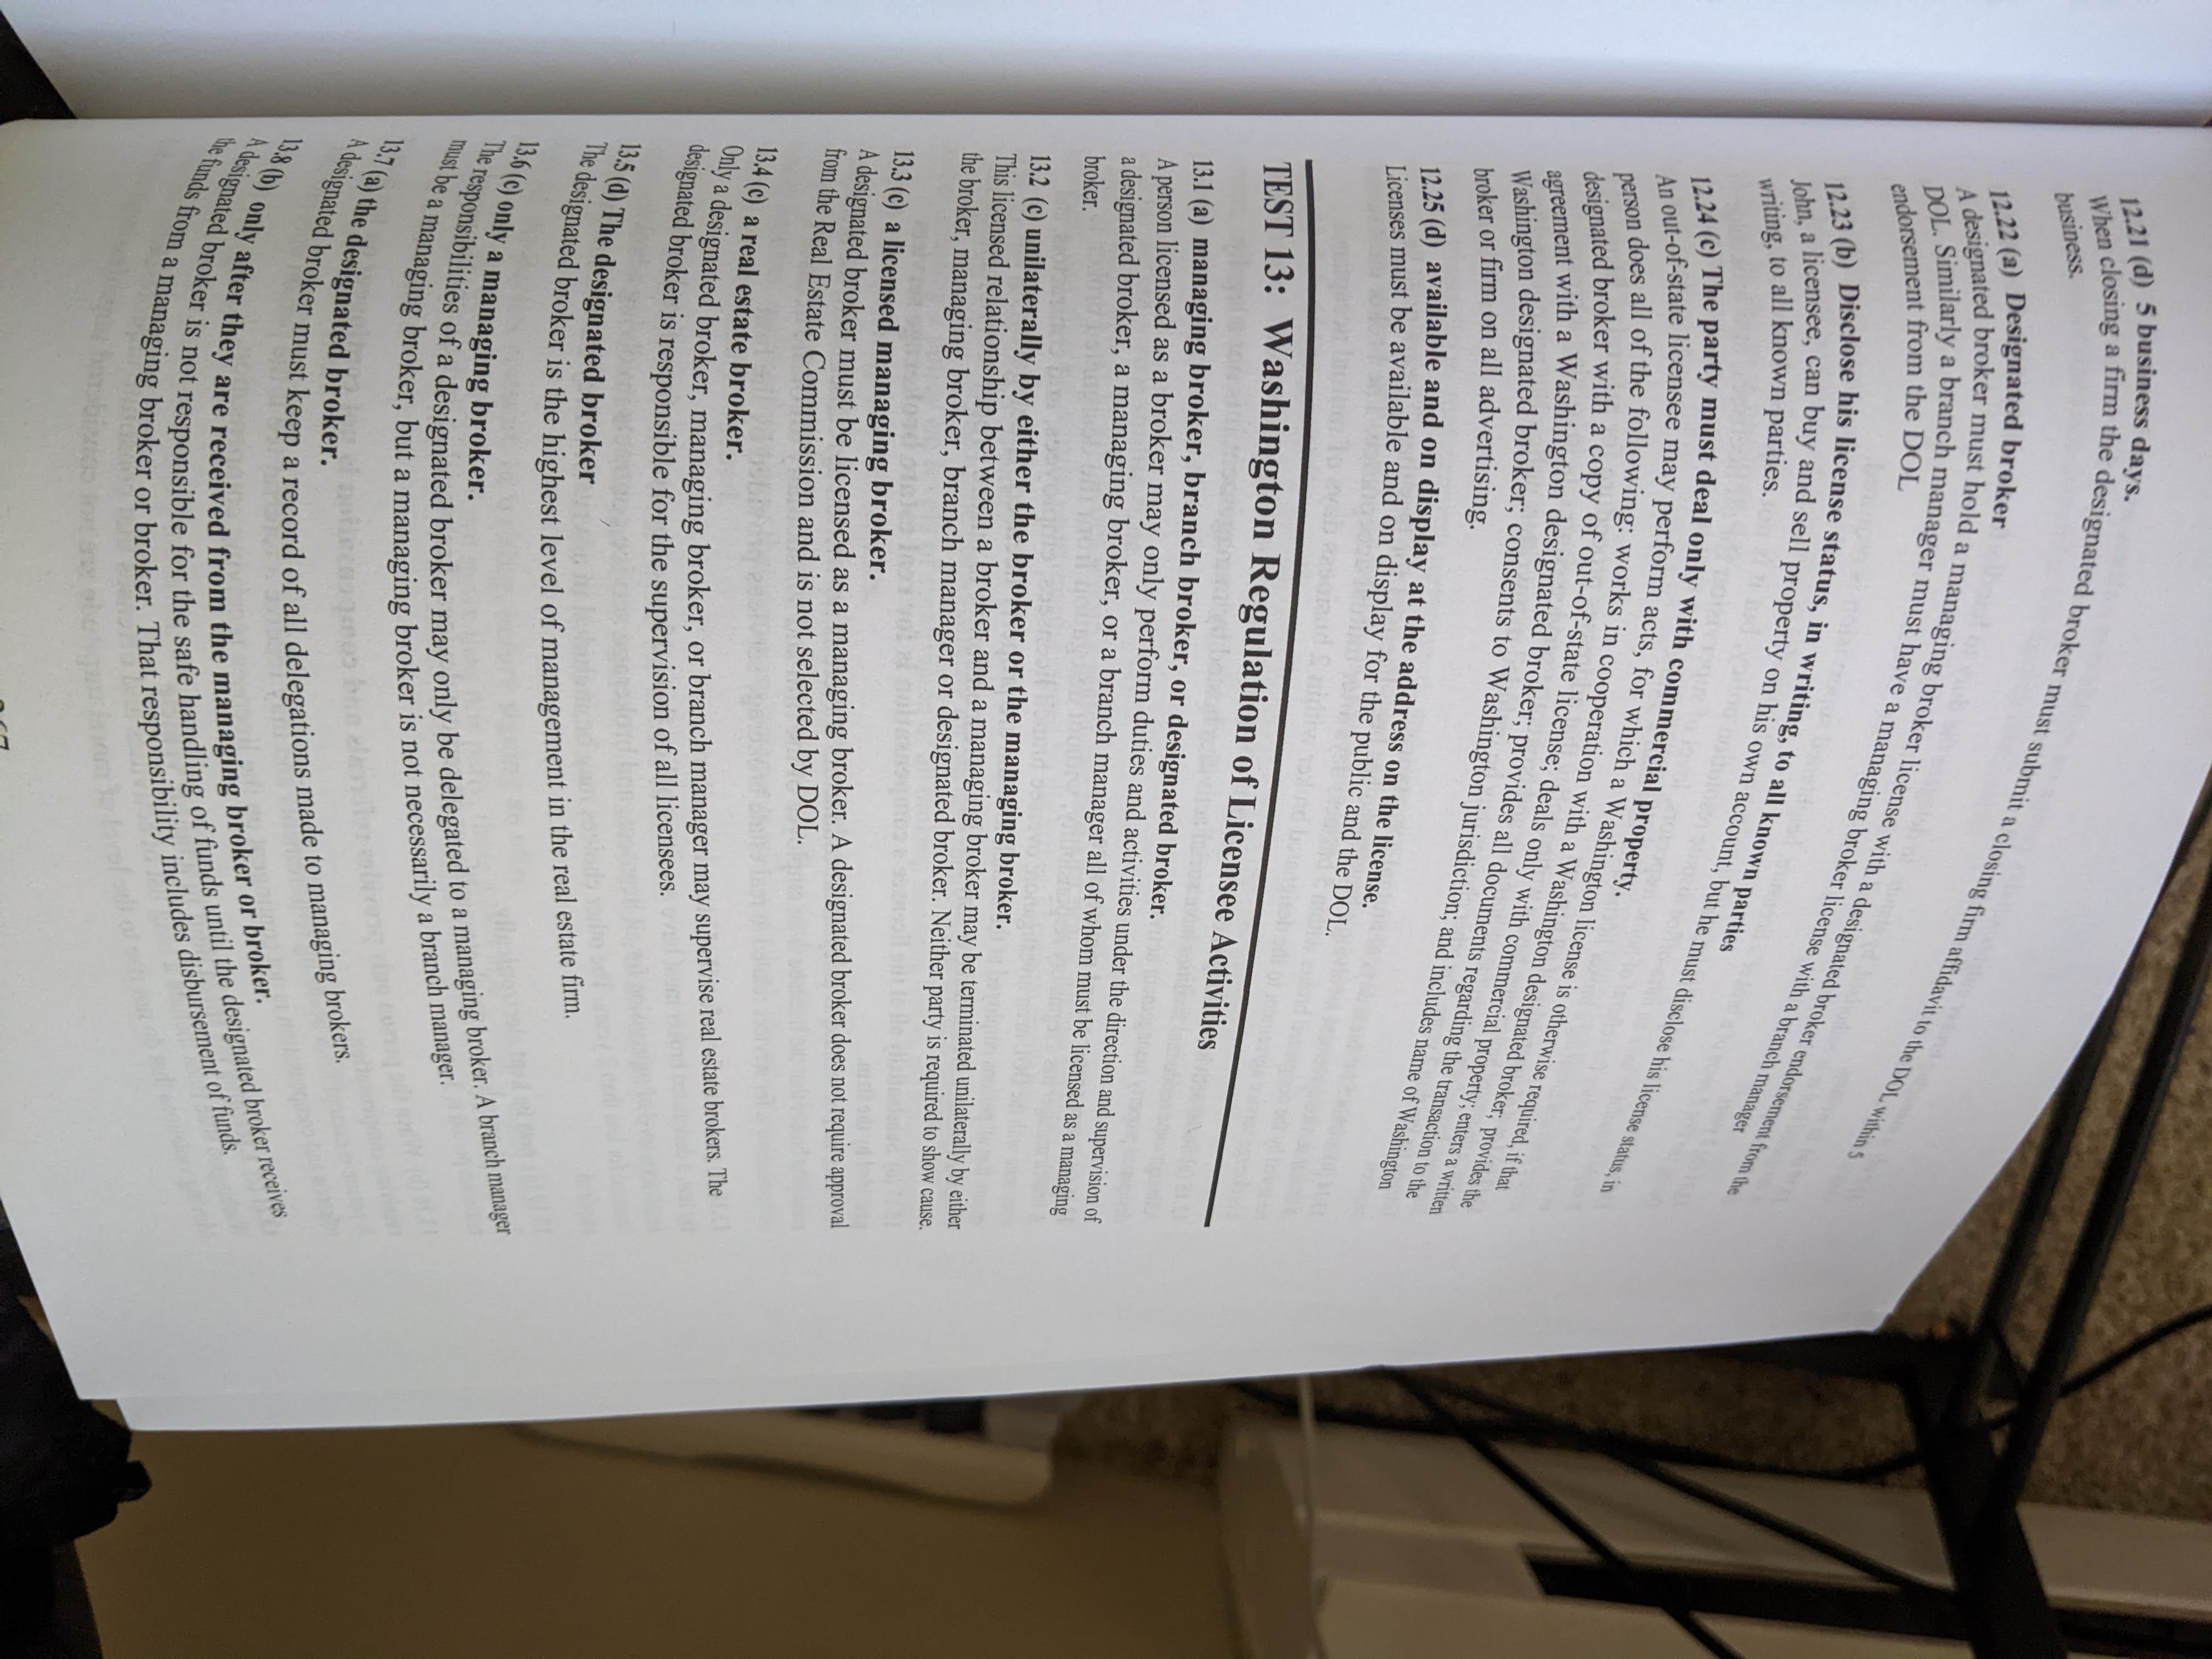 12.21 (d) 5 business days.
When closing a firm the designated broker must submit a closing firm affidavit to the DOL within 5
business.
12.22 (a) Designated broker
A designated broker must hold a managing broker license with a designated broker endorsement from the
DOL. Similarly a branch manager must have a managing broker license with a branch manager
endorsement from the DOL
12.23 (b) Disclose his license status, in writing, to all known parties
John, a licensee, can buy and sell property on his own account, but he must disclose his license status, in
writing, to all known parties.
12.24 (c) The party must deal only with commercial property.
An out-of-state licensee may perform acts, for which a Washington license is otherwise required, if that
person does all of the following: works in cooperation with a Washington designated broker; provides the
designated broker with a copy of out-of-state license; deals only with commercial property; enters a written
agreement with a Washington designated broker; provides all documents regarding the transaction to the
Washington designated broker; consents to Washington jurisdiction; and includes name of Washington
broker or firm on all advertising.
12.25 (d) available and on display at the address on the license.
Licenses must be available and on display for the public and the DOL.
TEST 13: Washington Regulation of Licensee Activities
13.1 (a) managing broker, branch broker, or designated broker.
A person licensed as a broker may only perform duties and activities under the direction and supervision of
a designated broker, a managing broker, or a branch manager all of whom must be licensed as a managing
broker.
13.2 (c) unilaterally by either the broker or the managing broker.
This licensed relationship between a broker and a managing broker may be terminated unilaterally by either
the broker, managing broker, branch manager or designated broker. Neither party is required to show cause.
13.3 (c) a licensed managing broker.
A designated broker must be licensed as a managing broker. A designated broker does not require approval
from the Real Estate Commission and is not selected by DOL.
13.4 (c) a real estate broker.
Only a designated broker, managing broker, or branch manager may supervise real estate brokers. The
designated broker is responsible for the supervision of all licenses.
13.5 (d) The designated broker
The designated broker is the highest level of management in the real estate firm.
13.6 (c) only a managing broker.
The responsibilities of a designated broker may only be delegated to a managing broker. A branch manager
must be a managing broker, but a managing broker is not necessarily a branch manager.
13.7 (a) the designated broker.
A designated broker must keep a record of all delegations made to managing brokers.
13.8 (b) only after they are received from the managing broker or broker.
A designated broker is not responsible for the safe handling of funds until the designated broker receives
the funds from a managing broker or broker. That responsibility includes disbursement of funds.